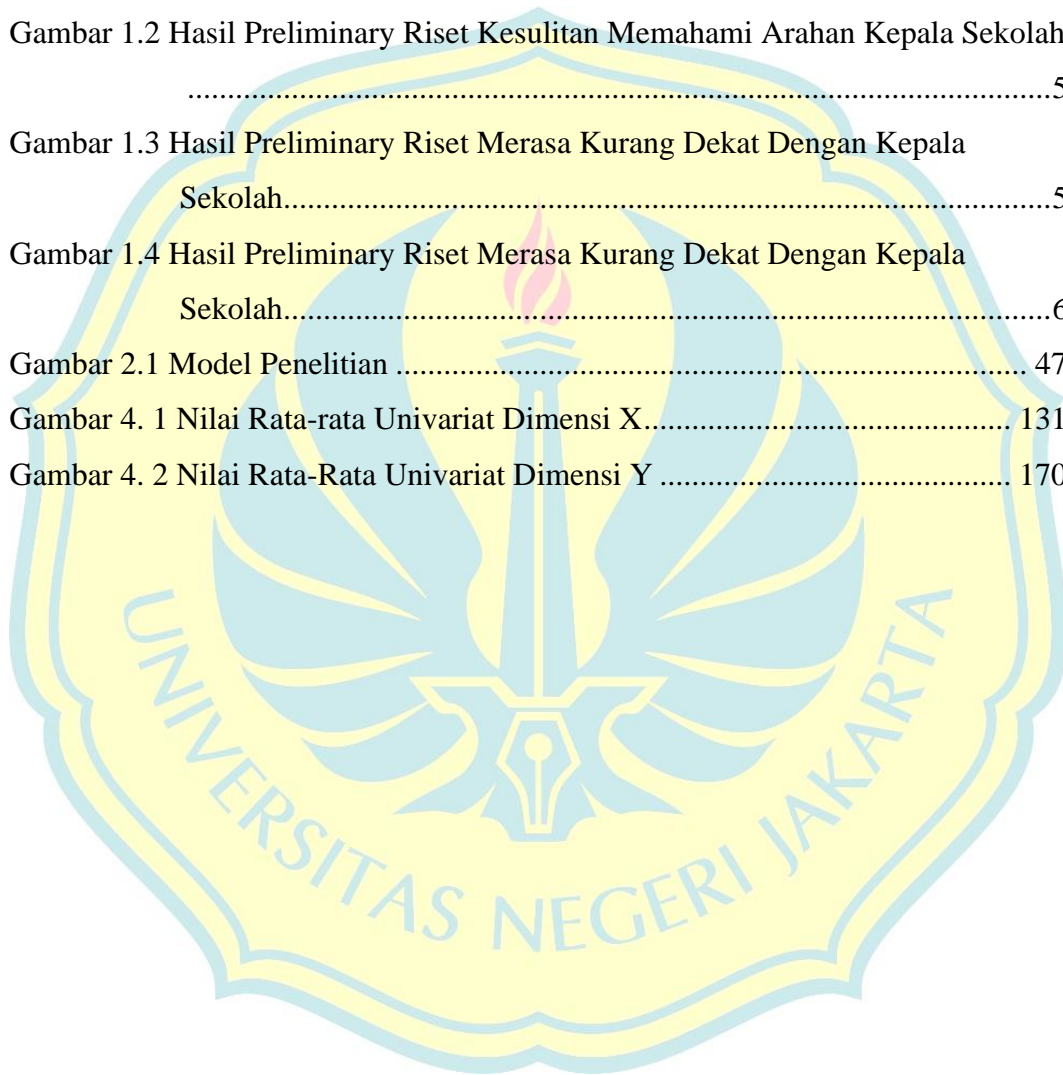 Gambar 1.2 Hasil Preliminary Riset Kesulitan Memahami Arahan Kepala Sekolah
...........................................................................................5
Gambar 1.3 Hasil Preliminary Riset Merasa Kurang Dekat Dengan Kepala
Sekolah.................................................................................5
Gambar 1.4 Hasil Preliminary Riset Merasa Kurang Dekat Dengan Kepala
Sekolah.................................................................................6
Gambar 2.1 Model Penelitian ................................................................... 47
Gambar 4. 1 Nilai Rata-rata Univariat Dimensi X....................................... 131
Gambar 4. 2 Nilai Rata-Rata Univariat Dimensi Y ..................................... 170
UNIVERSITAS NEGERI JAKARTA